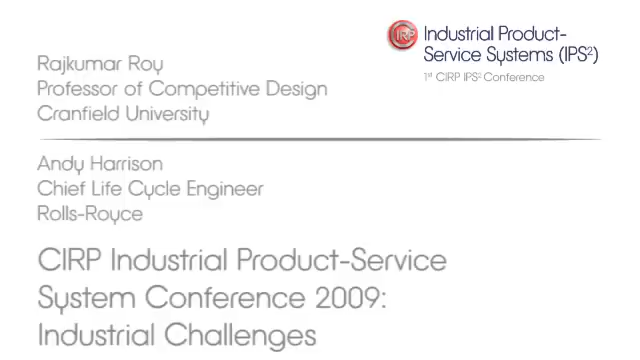 CIRP
Industrial Product-
Service Systems (IPS²)
1st CIRP IPS² Conference
Rajkumar Roy
Professor of Competitive Design
Cranfield University
Andy Harrison
Chief Life Cycle Engineer
Rolls-Royce
CIRP Industrial Product-Service
System Conference 2009:
Industrial Challenges